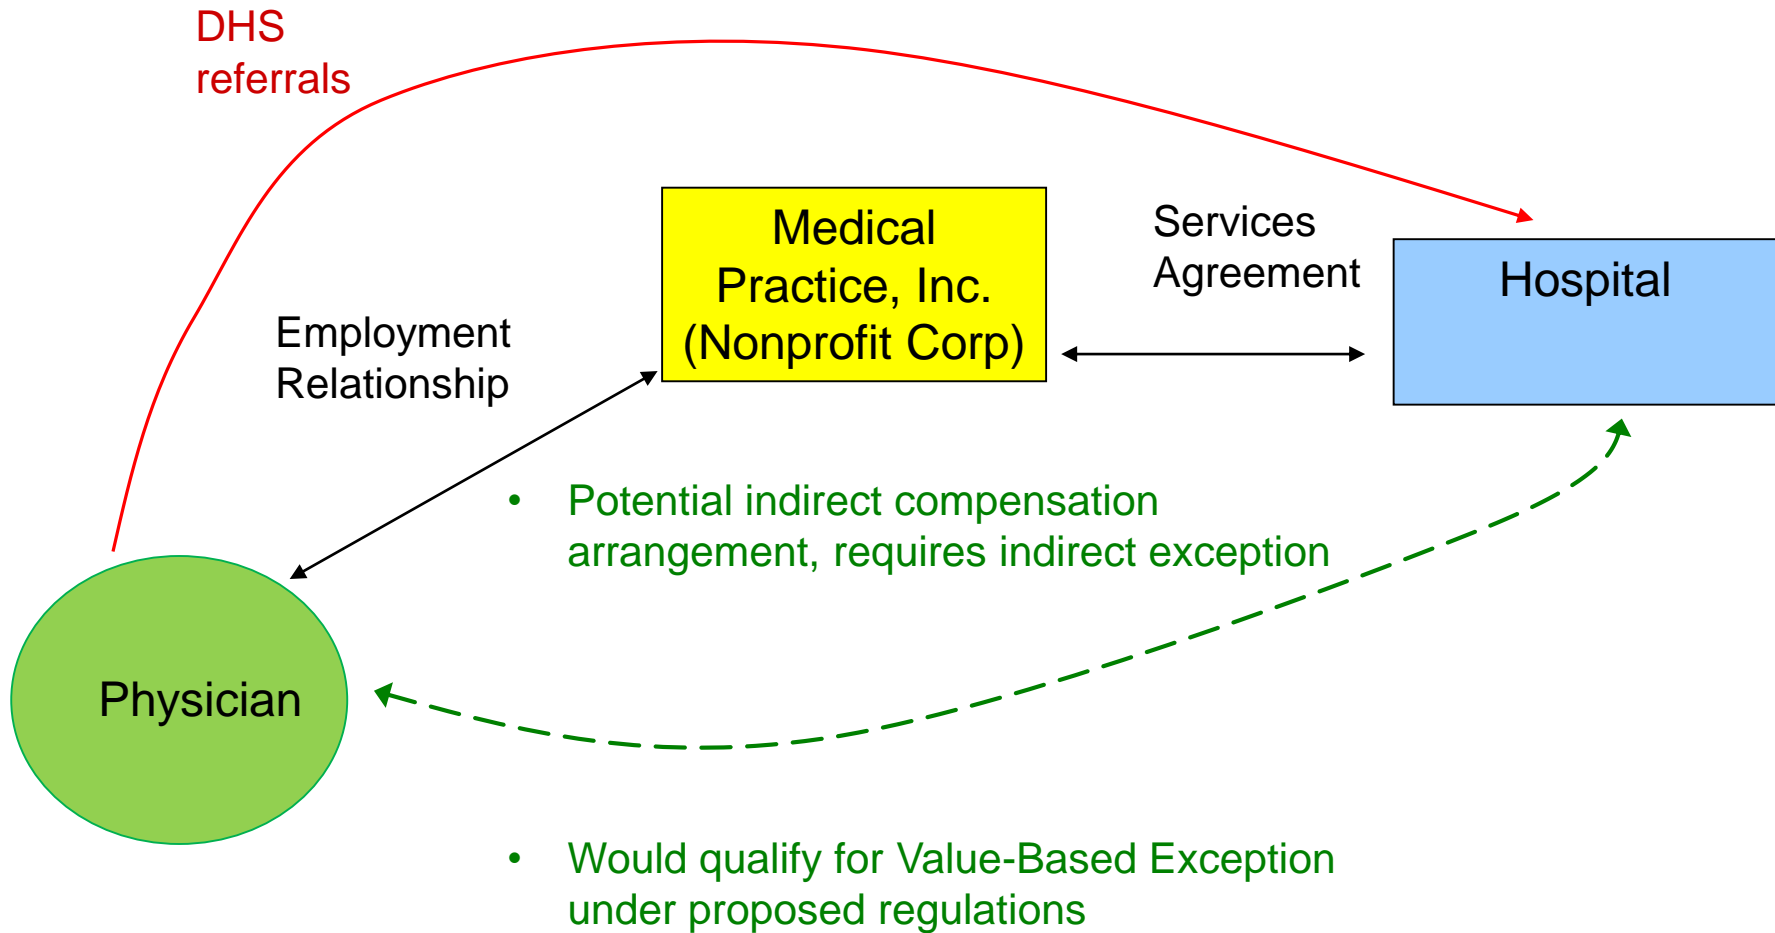 DHS
referrals
Medical
Practice, Inc.
(Nonprofit Corp)
Services
Agreement
Hospital
Employment
Relationship
• Potential indirect compensation
arrangement, requires indirect exception
Physician
• Would qualify for Value-Based Exception
under proposed regulations